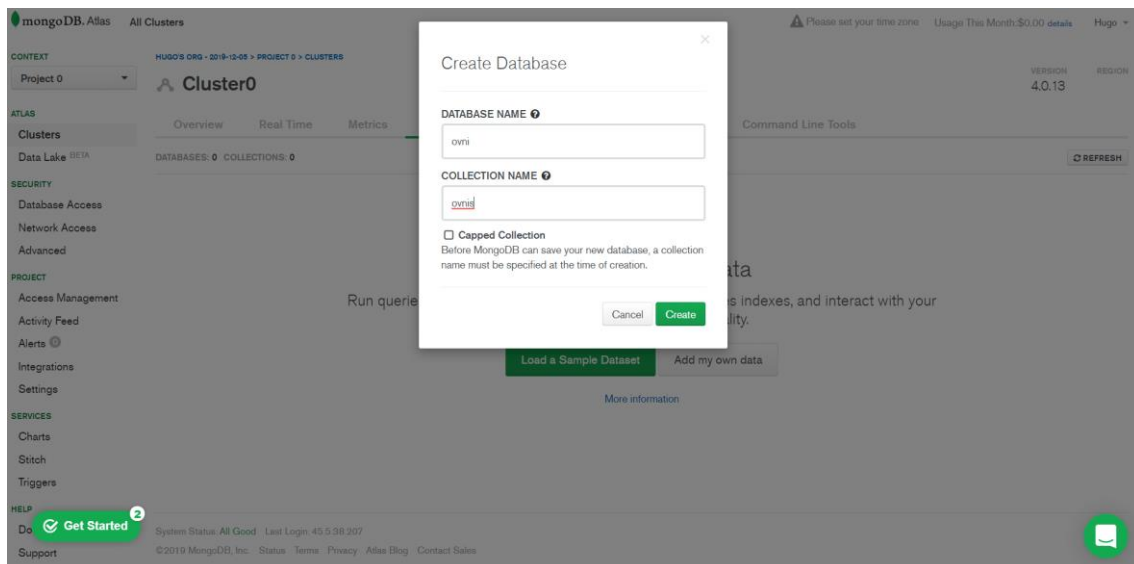 mongoDB. Atlas
All Clusters
Please set your time zone
Usage This Month:$0.00 details
Hugo
CONTEXT
Project 0
ATLAS
Clusters
Data Lake BETA
SECURITY
Database Access
Network Access
Advanced
PROJECT
Access Management
Activity Feed
Alerts
Integrations
Settings
SERVICES
Charts
Stitch
Triggers
HELP
Do
Support
Get Started
2
HUGO'S ORG - 2019-12-05 > PROJECT 0 > CLUSTERS
Cluster0
VERSION
4.0.13
REGION
Overview
Real Time
Metrics
Command Line Tools
DATABASES: 0 COLLECTIONS: 0
REFRESH
Create Database
DATABASE NAME
ovni
COLLECTION NAME
ovnis
Capped Collection
Before MongoDB can save your new database, a collection
name must be specified at the time of creation.
Cancel
Create
ata
Run querie
s indexes, and interact with your
lity.
Load a Sample Dataset
Add my own data
More information
System Status: All Good Last Login: 45.5.38.207
©2019 MongoDB, Inc. Status Terms Privacy Atlas Blog Contact Sales